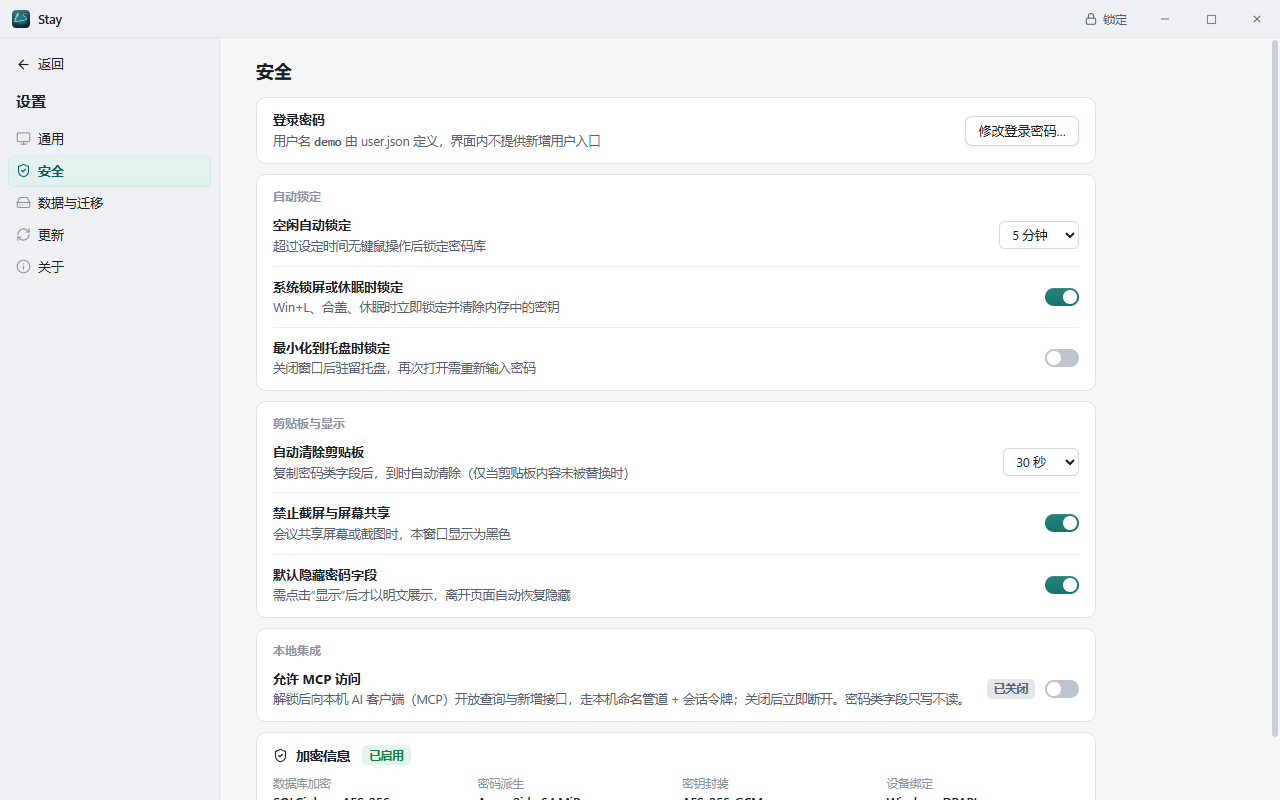 Stay
锁定
返回
设置
通用
安全
数据与迁移
更新
关于
安全
登录密码
用户名 demo 由 user.json 定义，界面内不提供新增用户入口
修改登录密码...
自动锁定
空闲自动锁定
超过设定时间无键鼠操作后锁定密码库
5 分钟
系统锁屏或休眠时锁定
Win+L、合盖、休眠时立即锁定并清除内存中的密钥
最小化到托盘时锁定
关闭窗口后驻留托盘，再次打开需重新输入密码
剪贴板与显示
自动清除剪贴板
复制密码类字段后，到时自动清除（仅当剪贴板内容未被替换时）
30 秒
禁止截屏与屏幕共享
会议共享屏幕或截图时，本窗口显示为黑色
默认隐藏密码字段
需点击“显示”后才以明文展示，离开页面自动恢复隐藏
本地集成
允许 MCP 访问
解锁后向本机 AI 客户端（MCP）开放查询与新增接口，走本机命名管道 + 会话令牌；关闭后立即断开。密码类字段只写不读。
已关闭
加密信息 已启用
数据库加密 密码派生 密钥封装 设备绑定